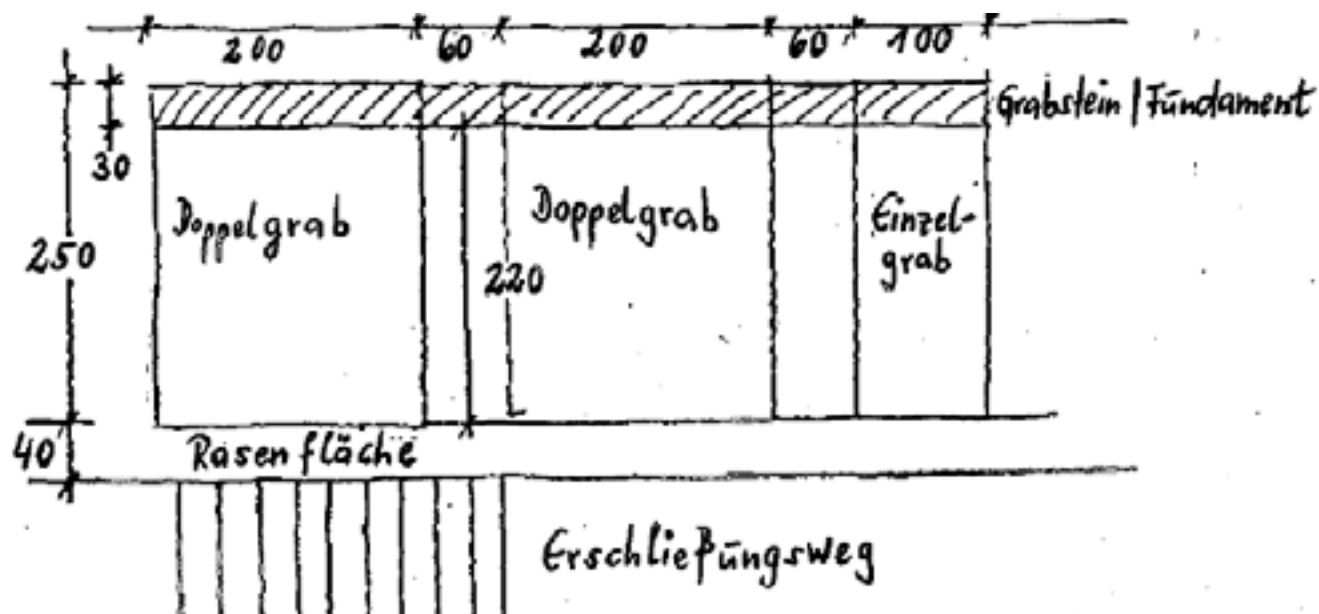 200 60 200 60 100
Grabstein / Fundament
30
Doppelgrab
Doppelgrab
Einzel-
grab
250
220
40
Rasenfläche
Erschließungsweg